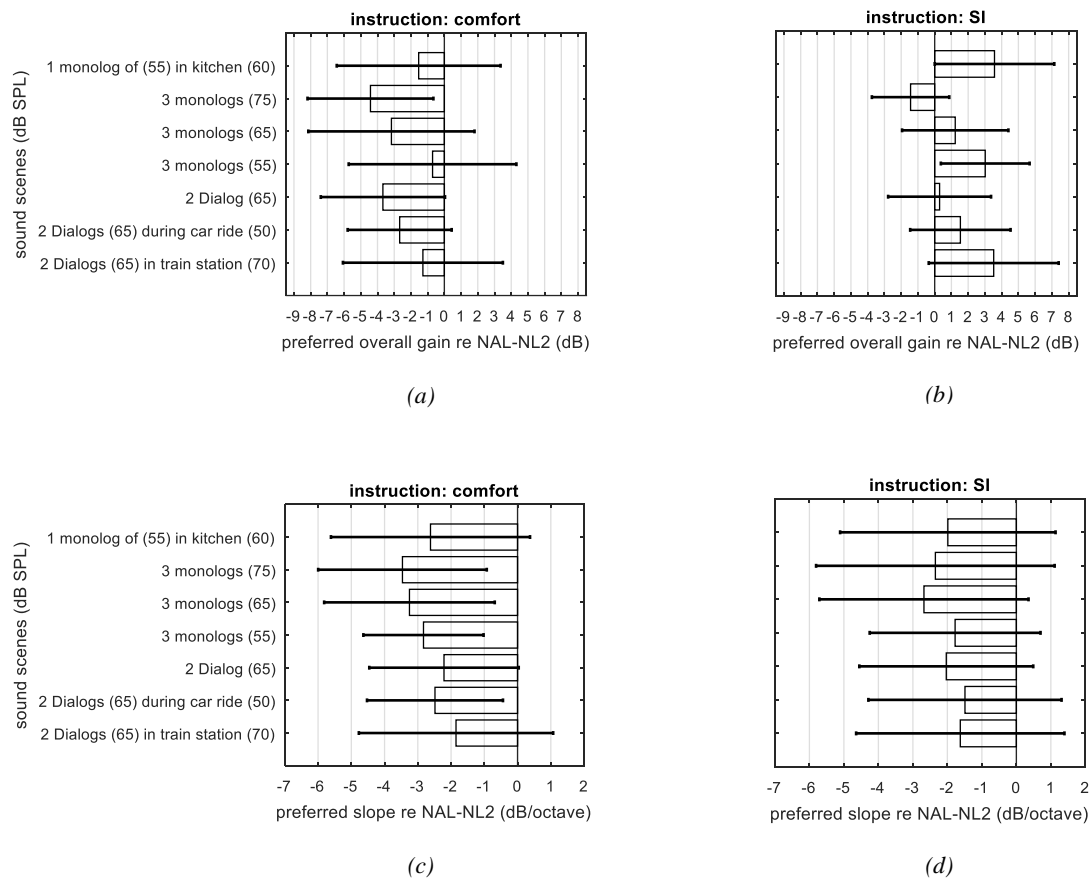 instruction: comfort
sound scenes (dB SPL)
1 monolog of (55) in kitchen (60)
3 monologs (75)
3 monologs (65)
3 monologs (55)
2 Dialog (65)
2 Dialogs (65) during car ride (50)
2 Dialogs (65) in train station (70)
-9 -8 -7 -6 -5 -4 -3 -2 -1 0 1 2 3 4 5 6 7 8
preferred overall gain re NAL-NL2 (dB)
(a)
instruction: SI
-9 -8 -7 -6 -5 -4 -3 -2 -1 0 1 2 3 4 5 6 7 8
preferred overall gain re NAL-NL2 (dB)
(b)
instruction: comfort
sound scenes (dB SPL)
1 monolog of (55) in kitchen (60)
3 monologs (75)
3 monologs (65)
3 monologs (55)
2 Dialog (65)
2 Dialogs (65) during car ride (50)
2 Dialogs (65) in train station (70)
-7 -6 -5 -4 -3 -2 -1 0 1 2
preferred slope re NAL-NL2 (dB/octave)
(c)
instruction: SI
-7 -6 -5 -4 -3 -2 -1 0 1 2
preferred slope re NAL-NL2 (dB/octave)
(d)